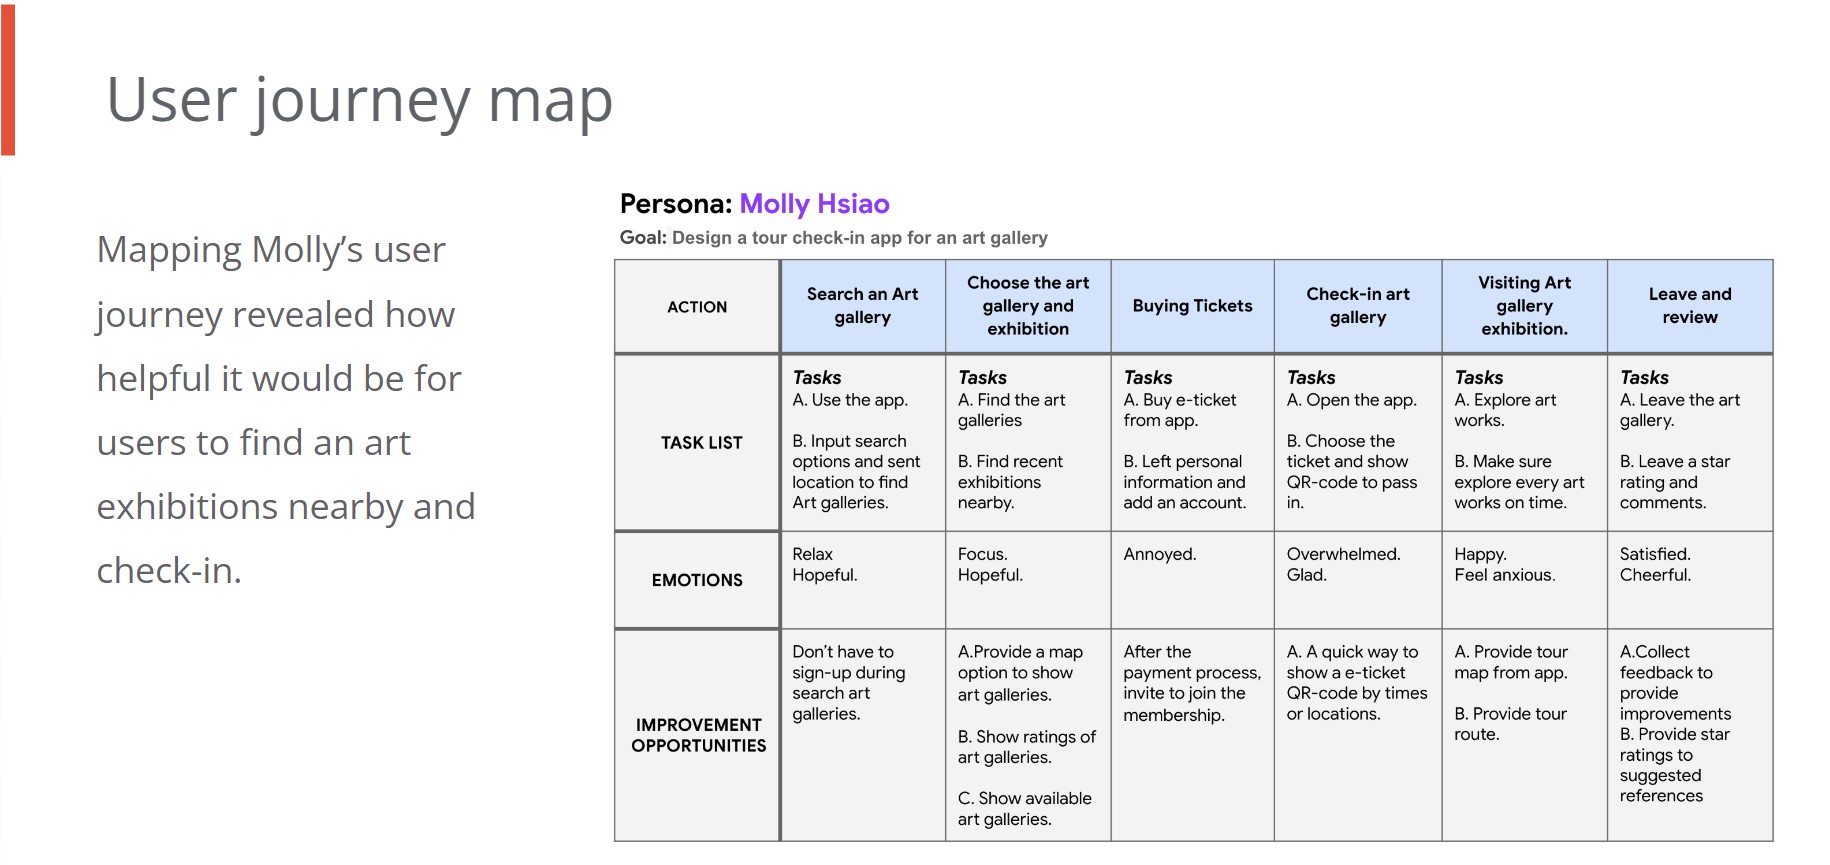 User journey map
Mapping Molly’s user
journey revealed how
helpful it would be for
users to find an art
exhibitions nearby and
check-in.
Persona: Molly Hsiao
Goal: Design a tour check-in app for an art gallery
ACTION
Search an Art
gallery
Choose the art
gallery and
exhibition
Buying Tickets
Check-in art
gallery
Visiting Art
gallery
exhibition.
Leave and
review
TASK LIST
Tasks
A. Use the app.
B. Input search
options and sent
location to find
Art galleries.
Tasks
A. Find the art
galleries
B. Find recent
exhibitions
nearby.
Tasks
A. Buy e-ticket
from app.
B. Left personal
information and
add an account.
Tasks
A. Open the app.
B. Choose the
ticket and show
QR-code to pass
in.
Tasks
A. Explore art
works.
B. Make sure
explore every art
works on time.
Tasks
A. Leave the art
gallery.
B. Leave a star
rating and
comments.
EMOTIONS
Relax
Hopeful.
Focus.
Hopeful.
Annoyed.
Overwhelmed.
Glad.
Happy.
Feel anxious.
Satisfied.
Cheerful.
IMPROVEMENT
OPPORTUNITIES
Don’t have to
sign-up during
search art
galleries.
A.Provide a map
option to show
art galleries.
B. Show ratings of
art galleries.
C. Show available
art galleries.
After the
payment process,
invite to join the
membership.
A. A quick way to
show a e-ticket
QR-code by times
or locations.
A. Provide tour
map from app.
B. Provide tour
route.
A.Collect
feedback to
provide
improvements
B. Provide star
ratings to
suggested
references